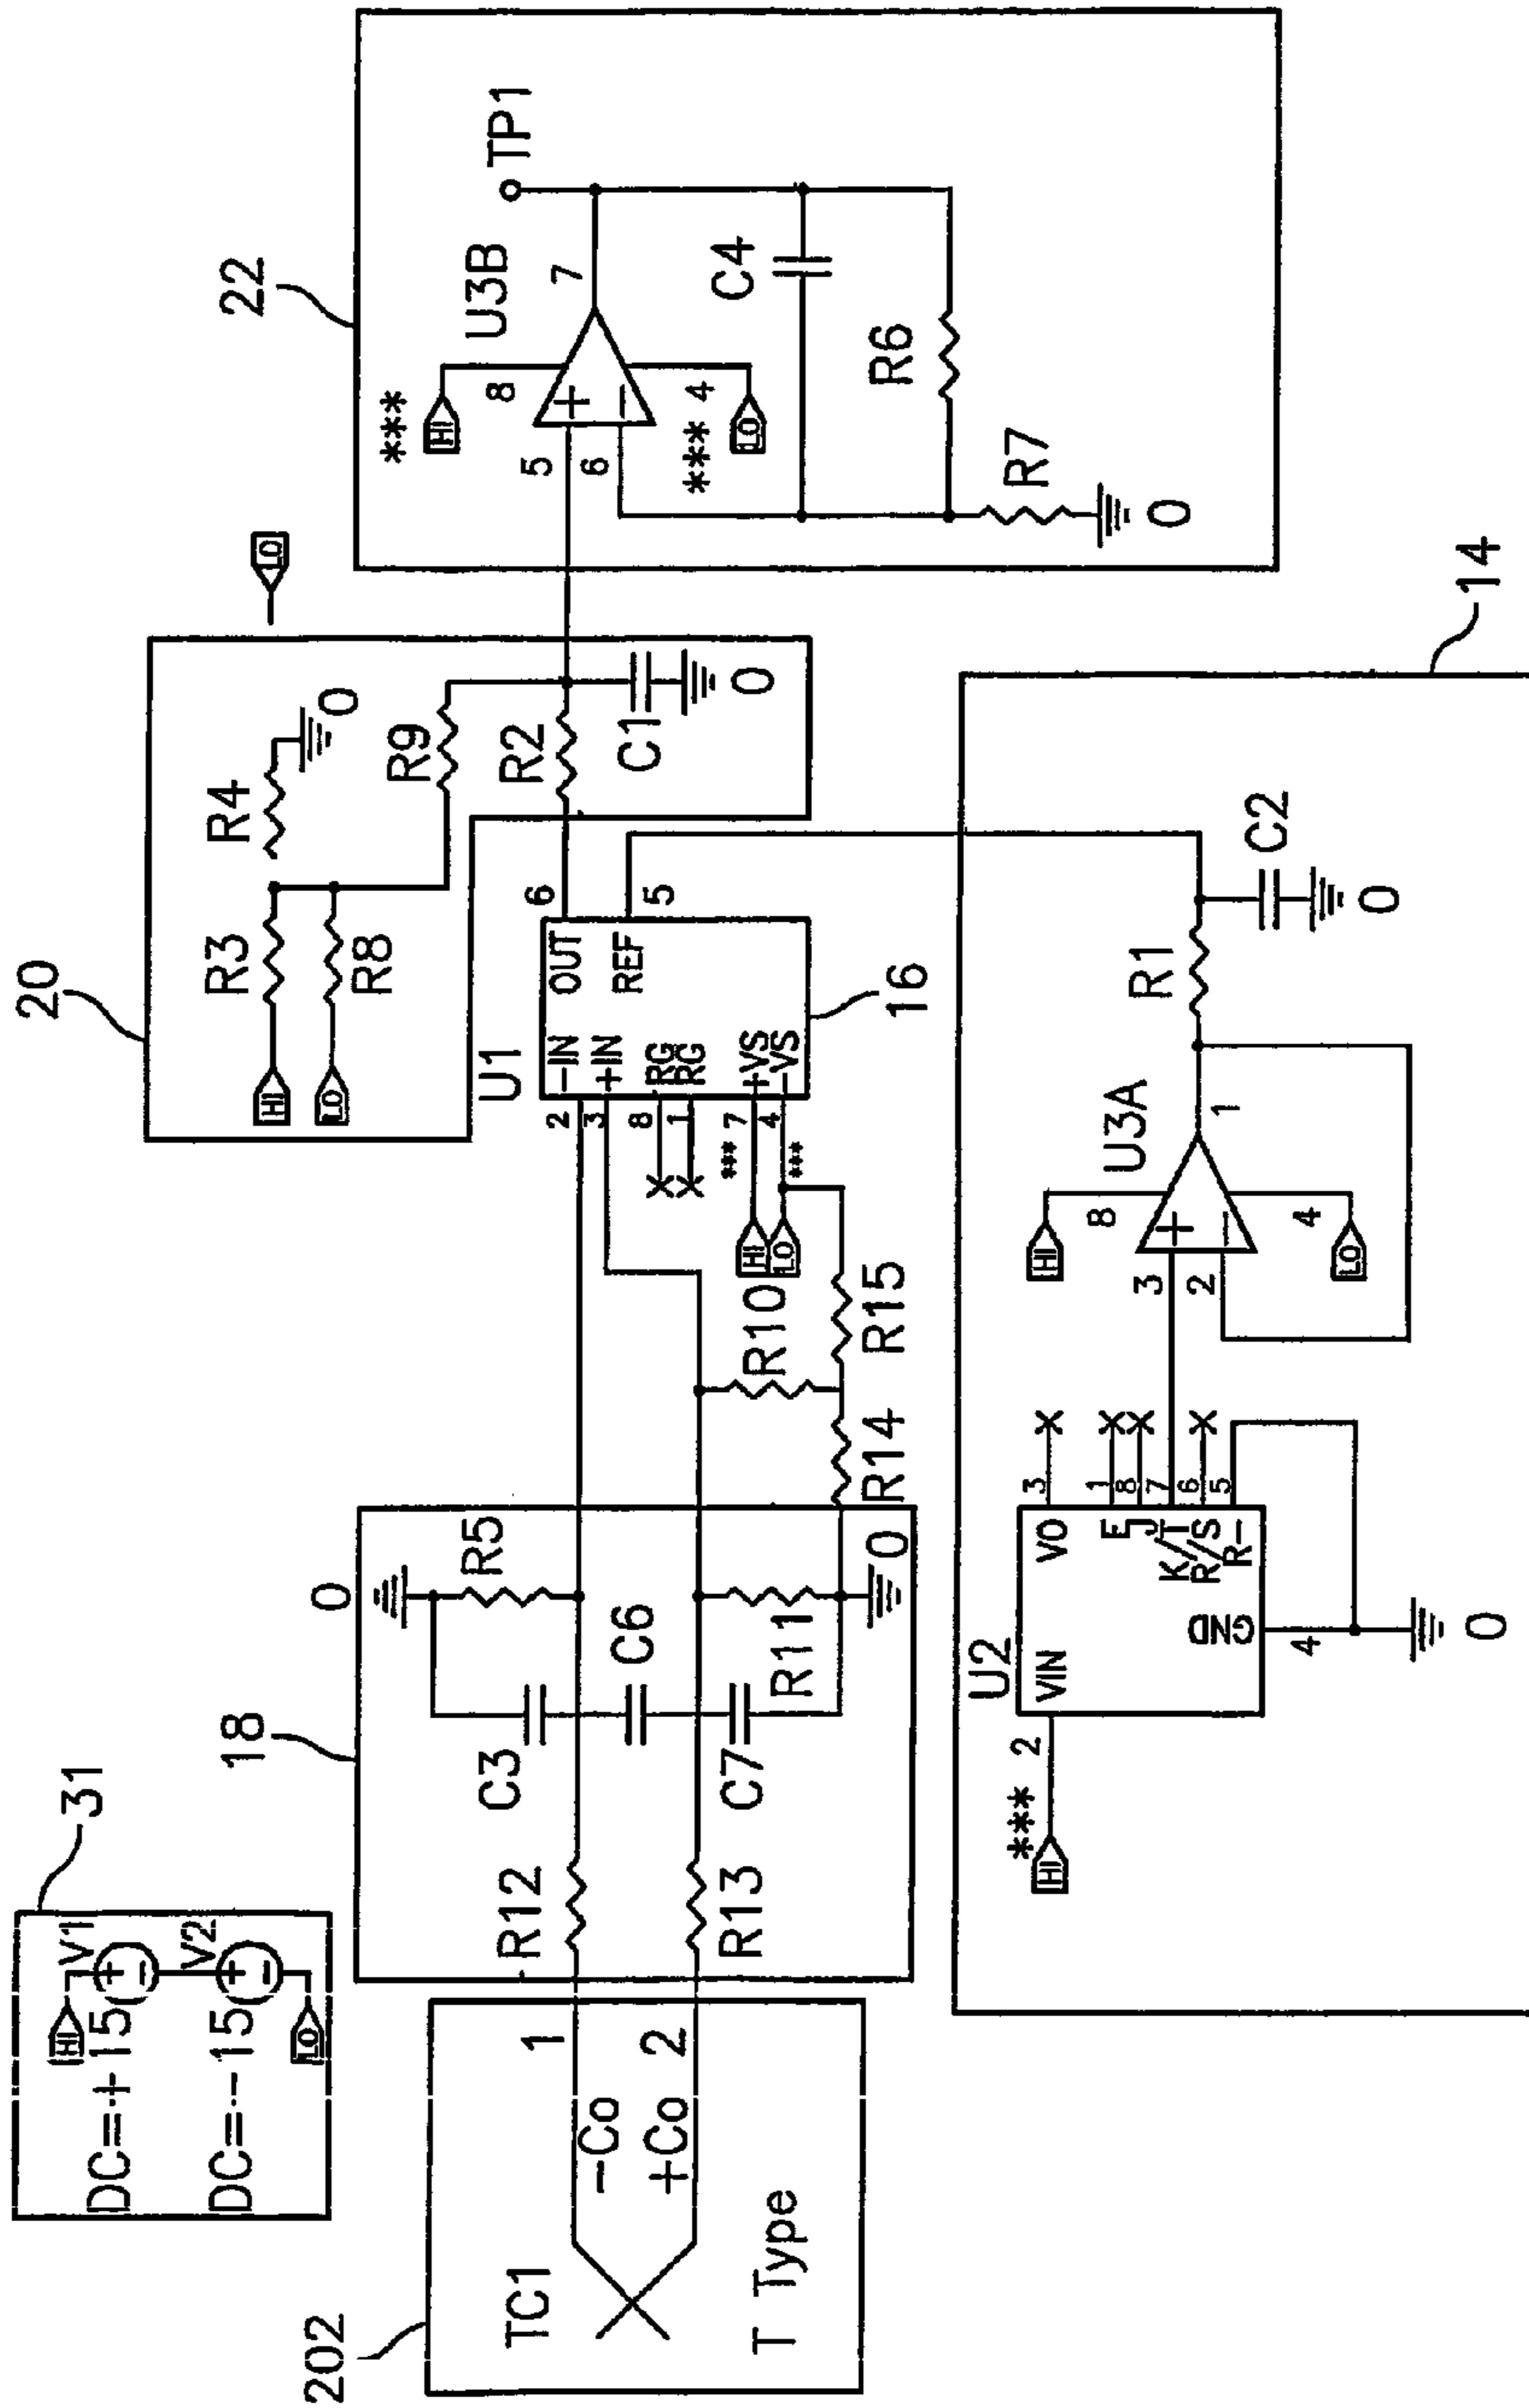 31
HI
V1
DC=+15
V2
DC=-15
LO
202
TC1
-Co
+Co
T Type
1
2
18
0
R12
R13
C3
C6
C7
R5
R11
0
R14
R10
R15
20
HI
R3
R4
0
LO
R8
R9
R2
C1
0
LO
U1
2
3
8
1
7
4
***
***
HI
LO
-IN
+IN
RG
RG
+VS
-VS
OUT
REF
6
5
16
22
***
HI
8
U3B
5
6
+
-
7
TP1
*** 4
LO
C4
R6
R7
0
14
***
HI
2
U2
VIN
VO
E
J
K/T
R/S
R-
GND
4
0
3
1
8
7
6
5
HI
8
U3A
3
2
+
-
1
4
LO
R1
C2
0